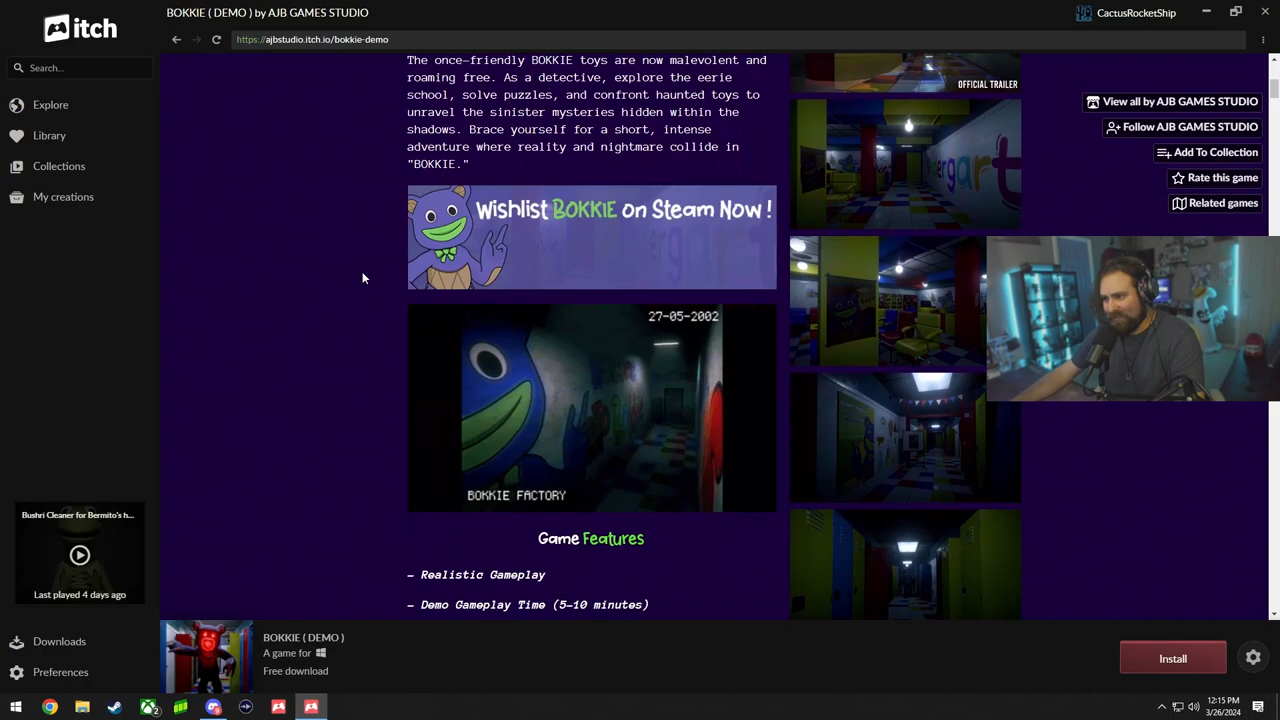 BOKKIE ( DEMO ) by AJB GAMES STUDIO
CactusRocketShip
itch
https://ajbstudio.itch.io/bokkie-demo
Search...
Explore
Library
Collections
My creations
The once-friendly BOKKIE toys are now malevolent and
roaming free. As a detective, explore the eerie
school, solve puzzles, and confront haunted toys to
unravel the sinister mysteries hidden within the
shadows. Brace yourself for a short, intense
adventure where reality and nightmare collide in
"BOKKIE."
Wishlist BOKKIE on Steam Now !
27-05-2002
BOKKIE FACTORY
Game Features
- Realistic Gameplay
- Demo Gameplay Time (5-10 minutes)
OFFICIAL TRAILER
View all by AJB GAMES STUDIO
Follow AJB GAMES STUDIO
Add To Collection
Rate this game
Related games
Bushri Cleaner for Bermito's h...
Last played 4 days ago
Downloads
Preferences
BOKKIE ( DEMO )
A game for
Free download
Install
2
12:15 PM
3/26/2024